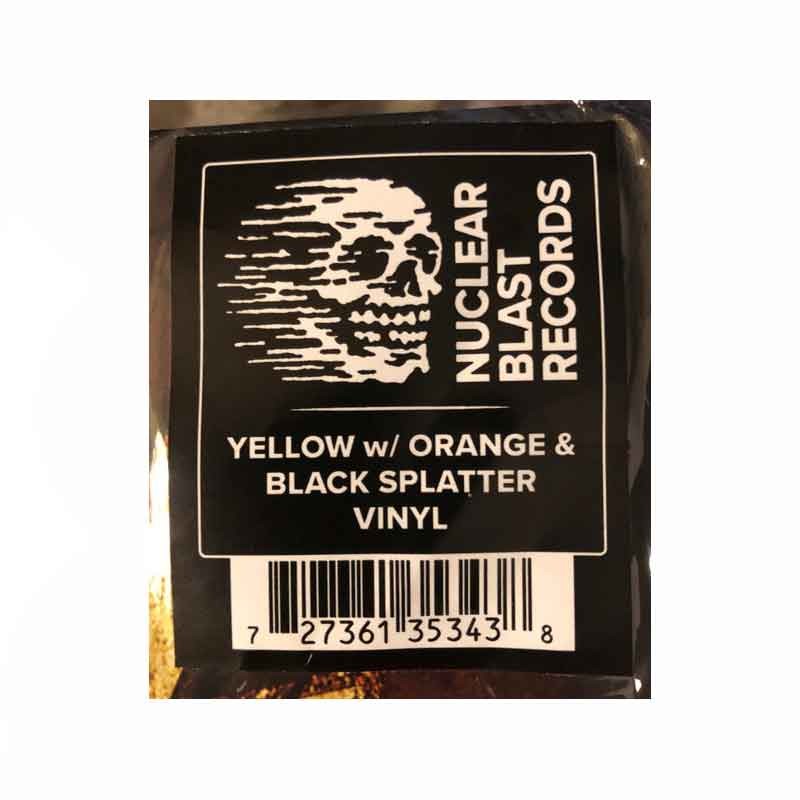 NUCLEAR
BLAST
RECORDS
YELLOW w/ ORANGE &
BLACK SPLATTER
VINYL
7 27361 35343 8